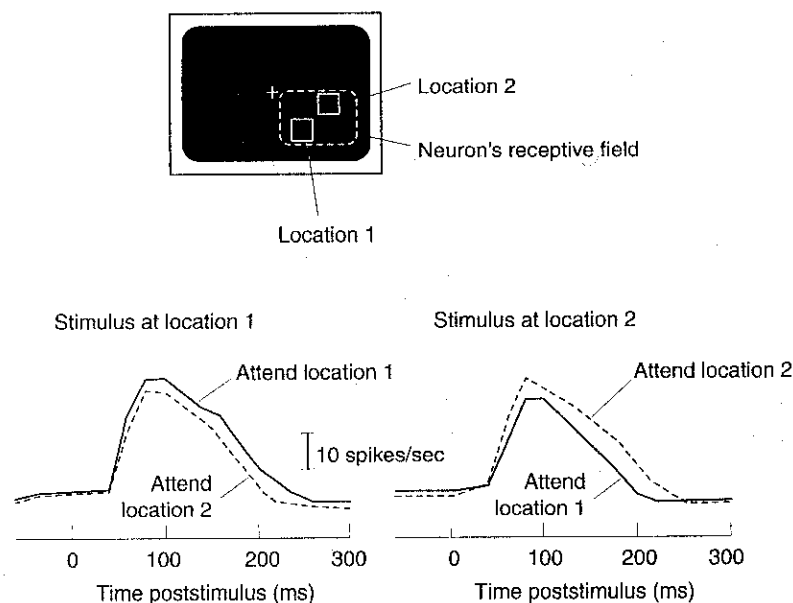 Location 2
Neuron's receptive field
Location 1
Stimulus at location 1
Stimulus at location 2
Attend location 1
Attend location 2
10 spikes/sec
Attend
location 2
Attend
location 1
0 100 200 300
0 100 200 300
Time poststimulus (ms)
Time poststimulus (ms)